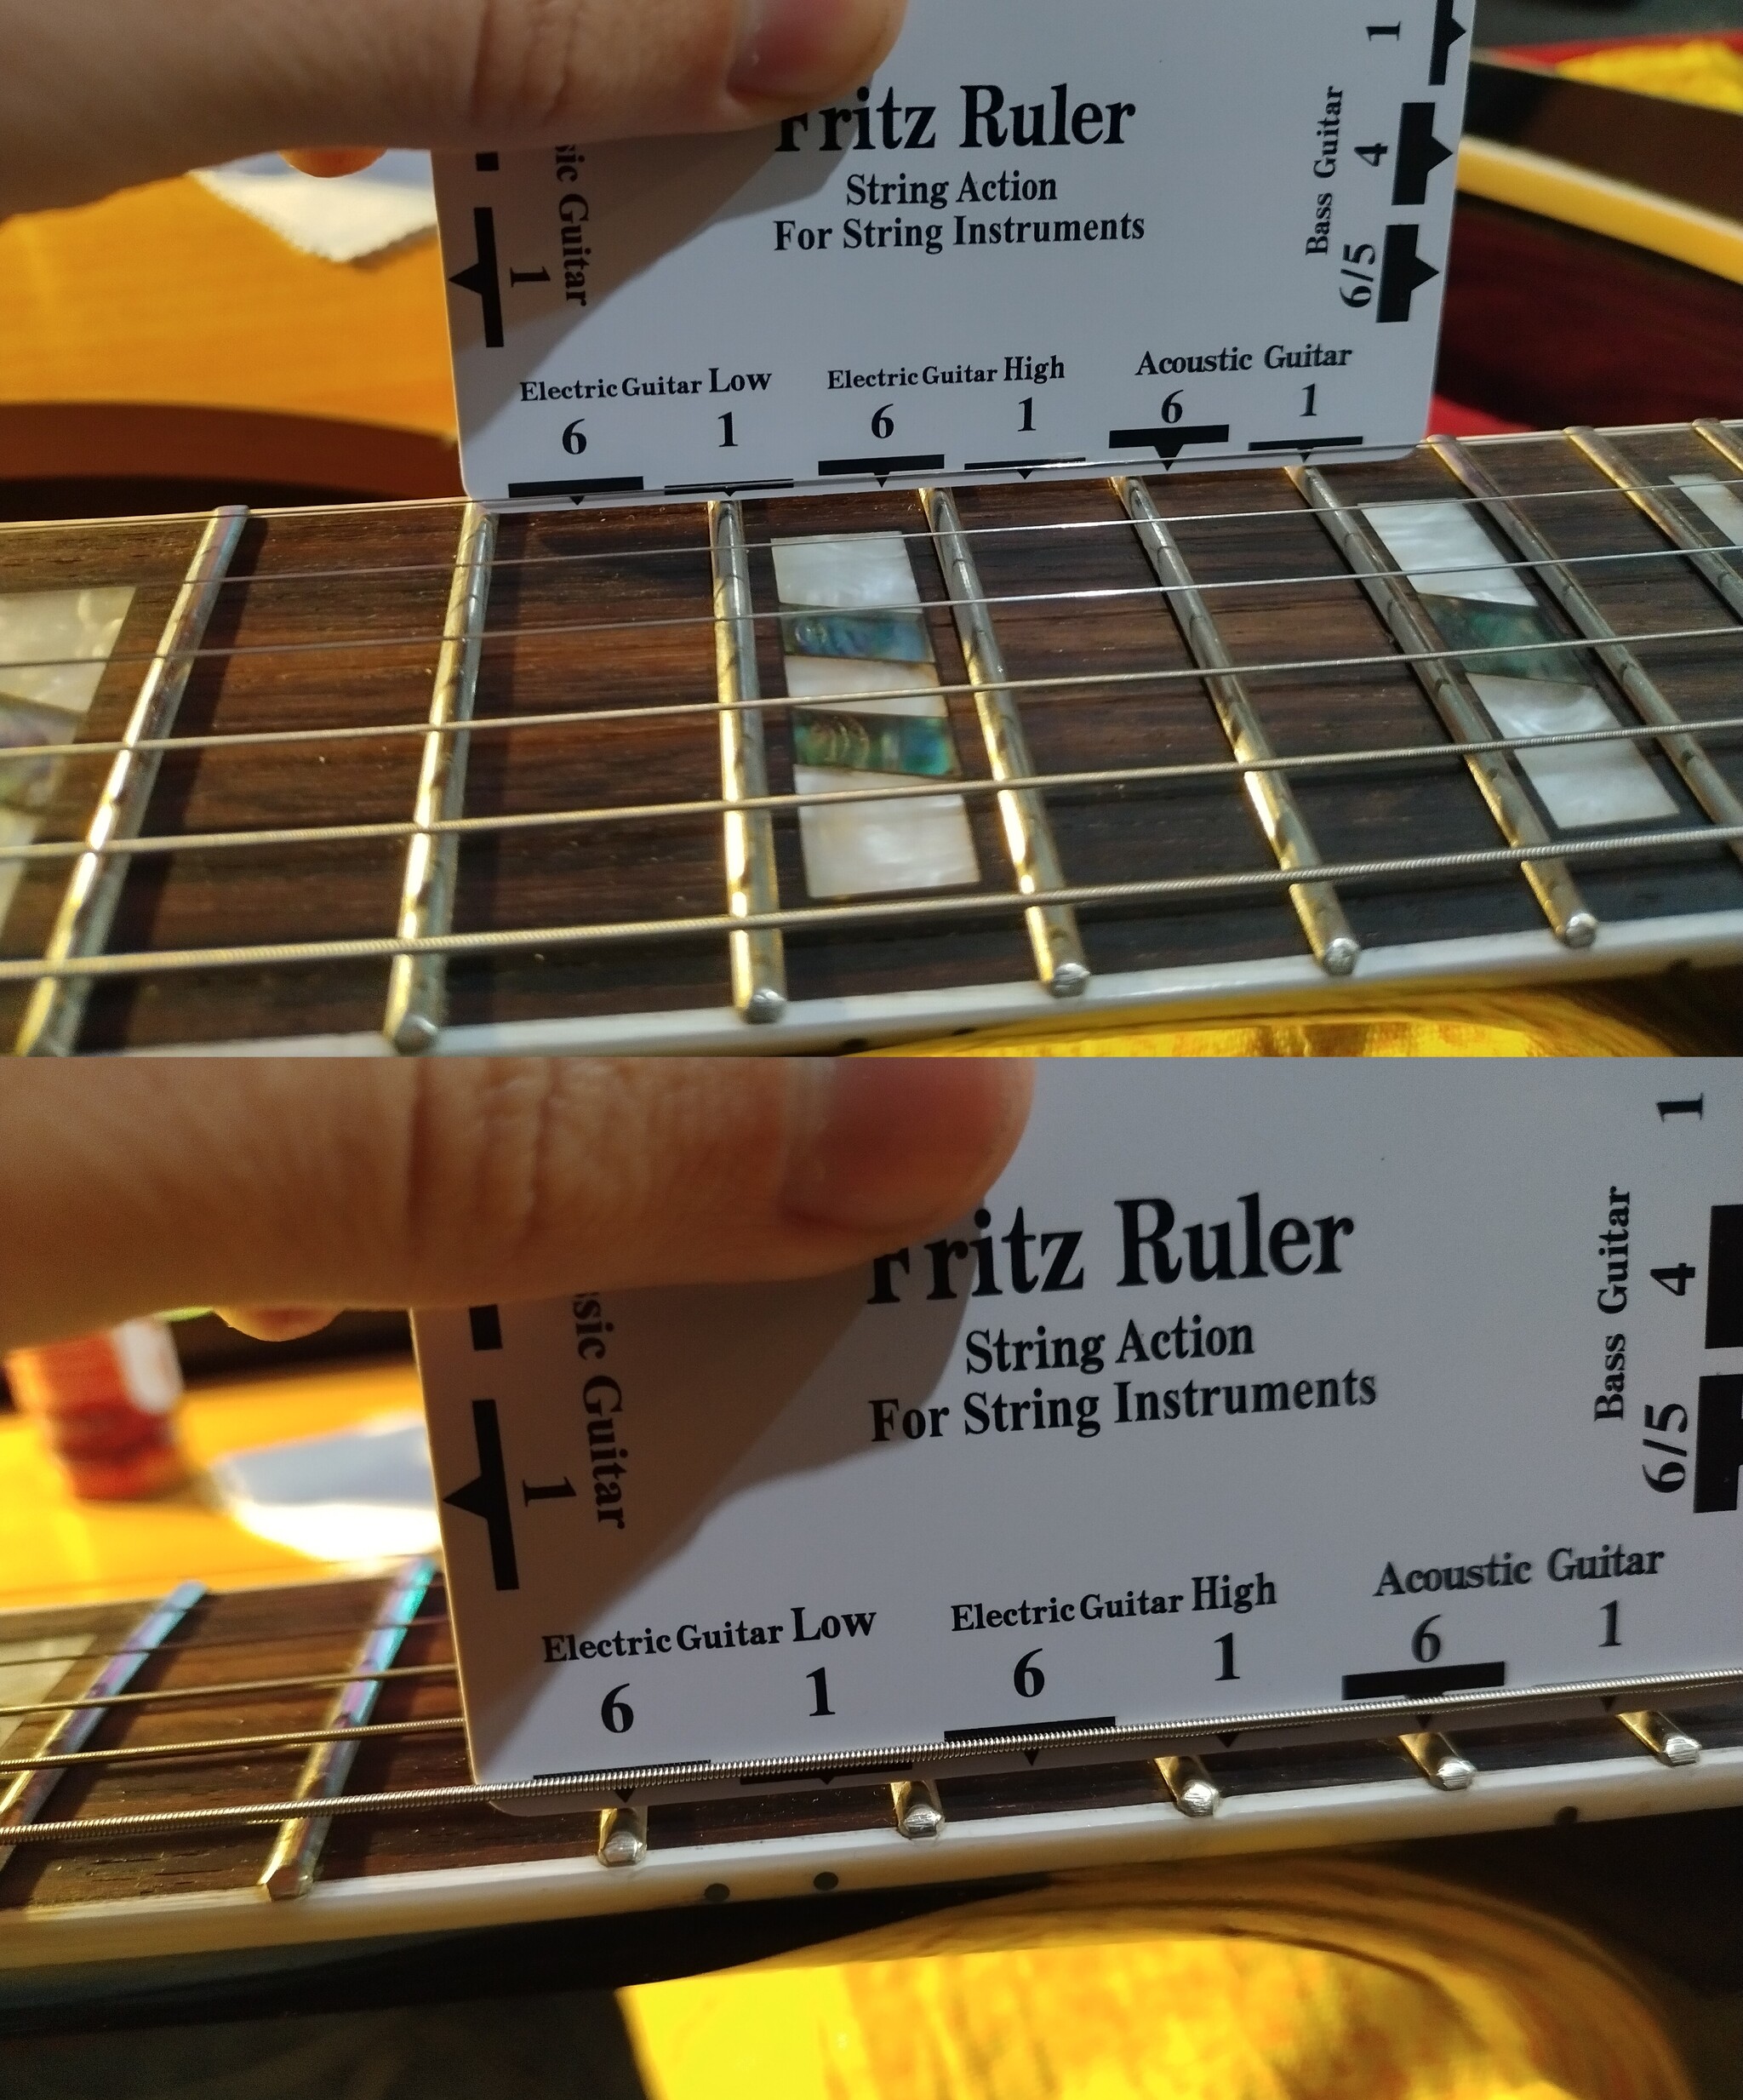 Fritz Ruler
String Action
For String Instruments
sic Guitar
1
Bass Guitar
1
4
6/5
Electric Guitar Low
6 1
Electric Guitar High
6 1
Acoustic Guitar
6 1
Fritz Ruler
String Action
For String Instruments
ssic Guitar
1
Bass Guitar
1
4
6/5
Electric Guitar Low
6 1
Electric Guitar High
6 1
Acoustic Guitar
6 1